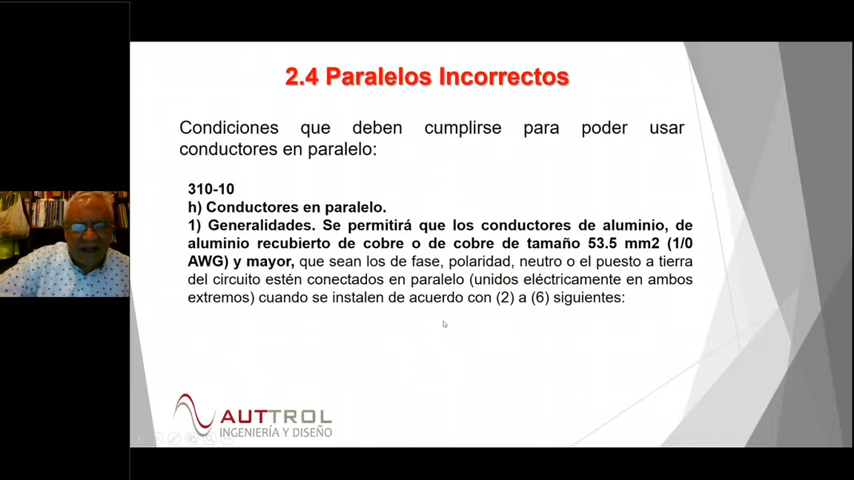 2.4 Paralelos Incorrectos
Condiciones que deben cumplirse para poder usar
conductores en paralelo:
310-10
h) Conductores en paralelo.
1) Generalidades. Se permitirá que los conductores de aluminio, de
aluminio recubierto de cobre o de cobre de tamaño 53.5 mm2 (1/0
AWG) y mayor, que sean los de fase, polaridad, neutro o el puesto a tierra
del circuito estén conectados en paralelo (unidos eléctricamente en ambos
extremos) cuando se instalen de acuerdo con (2) a (6) siguientes:
AUTTROL
INGENIERÍA Y DISEÑO